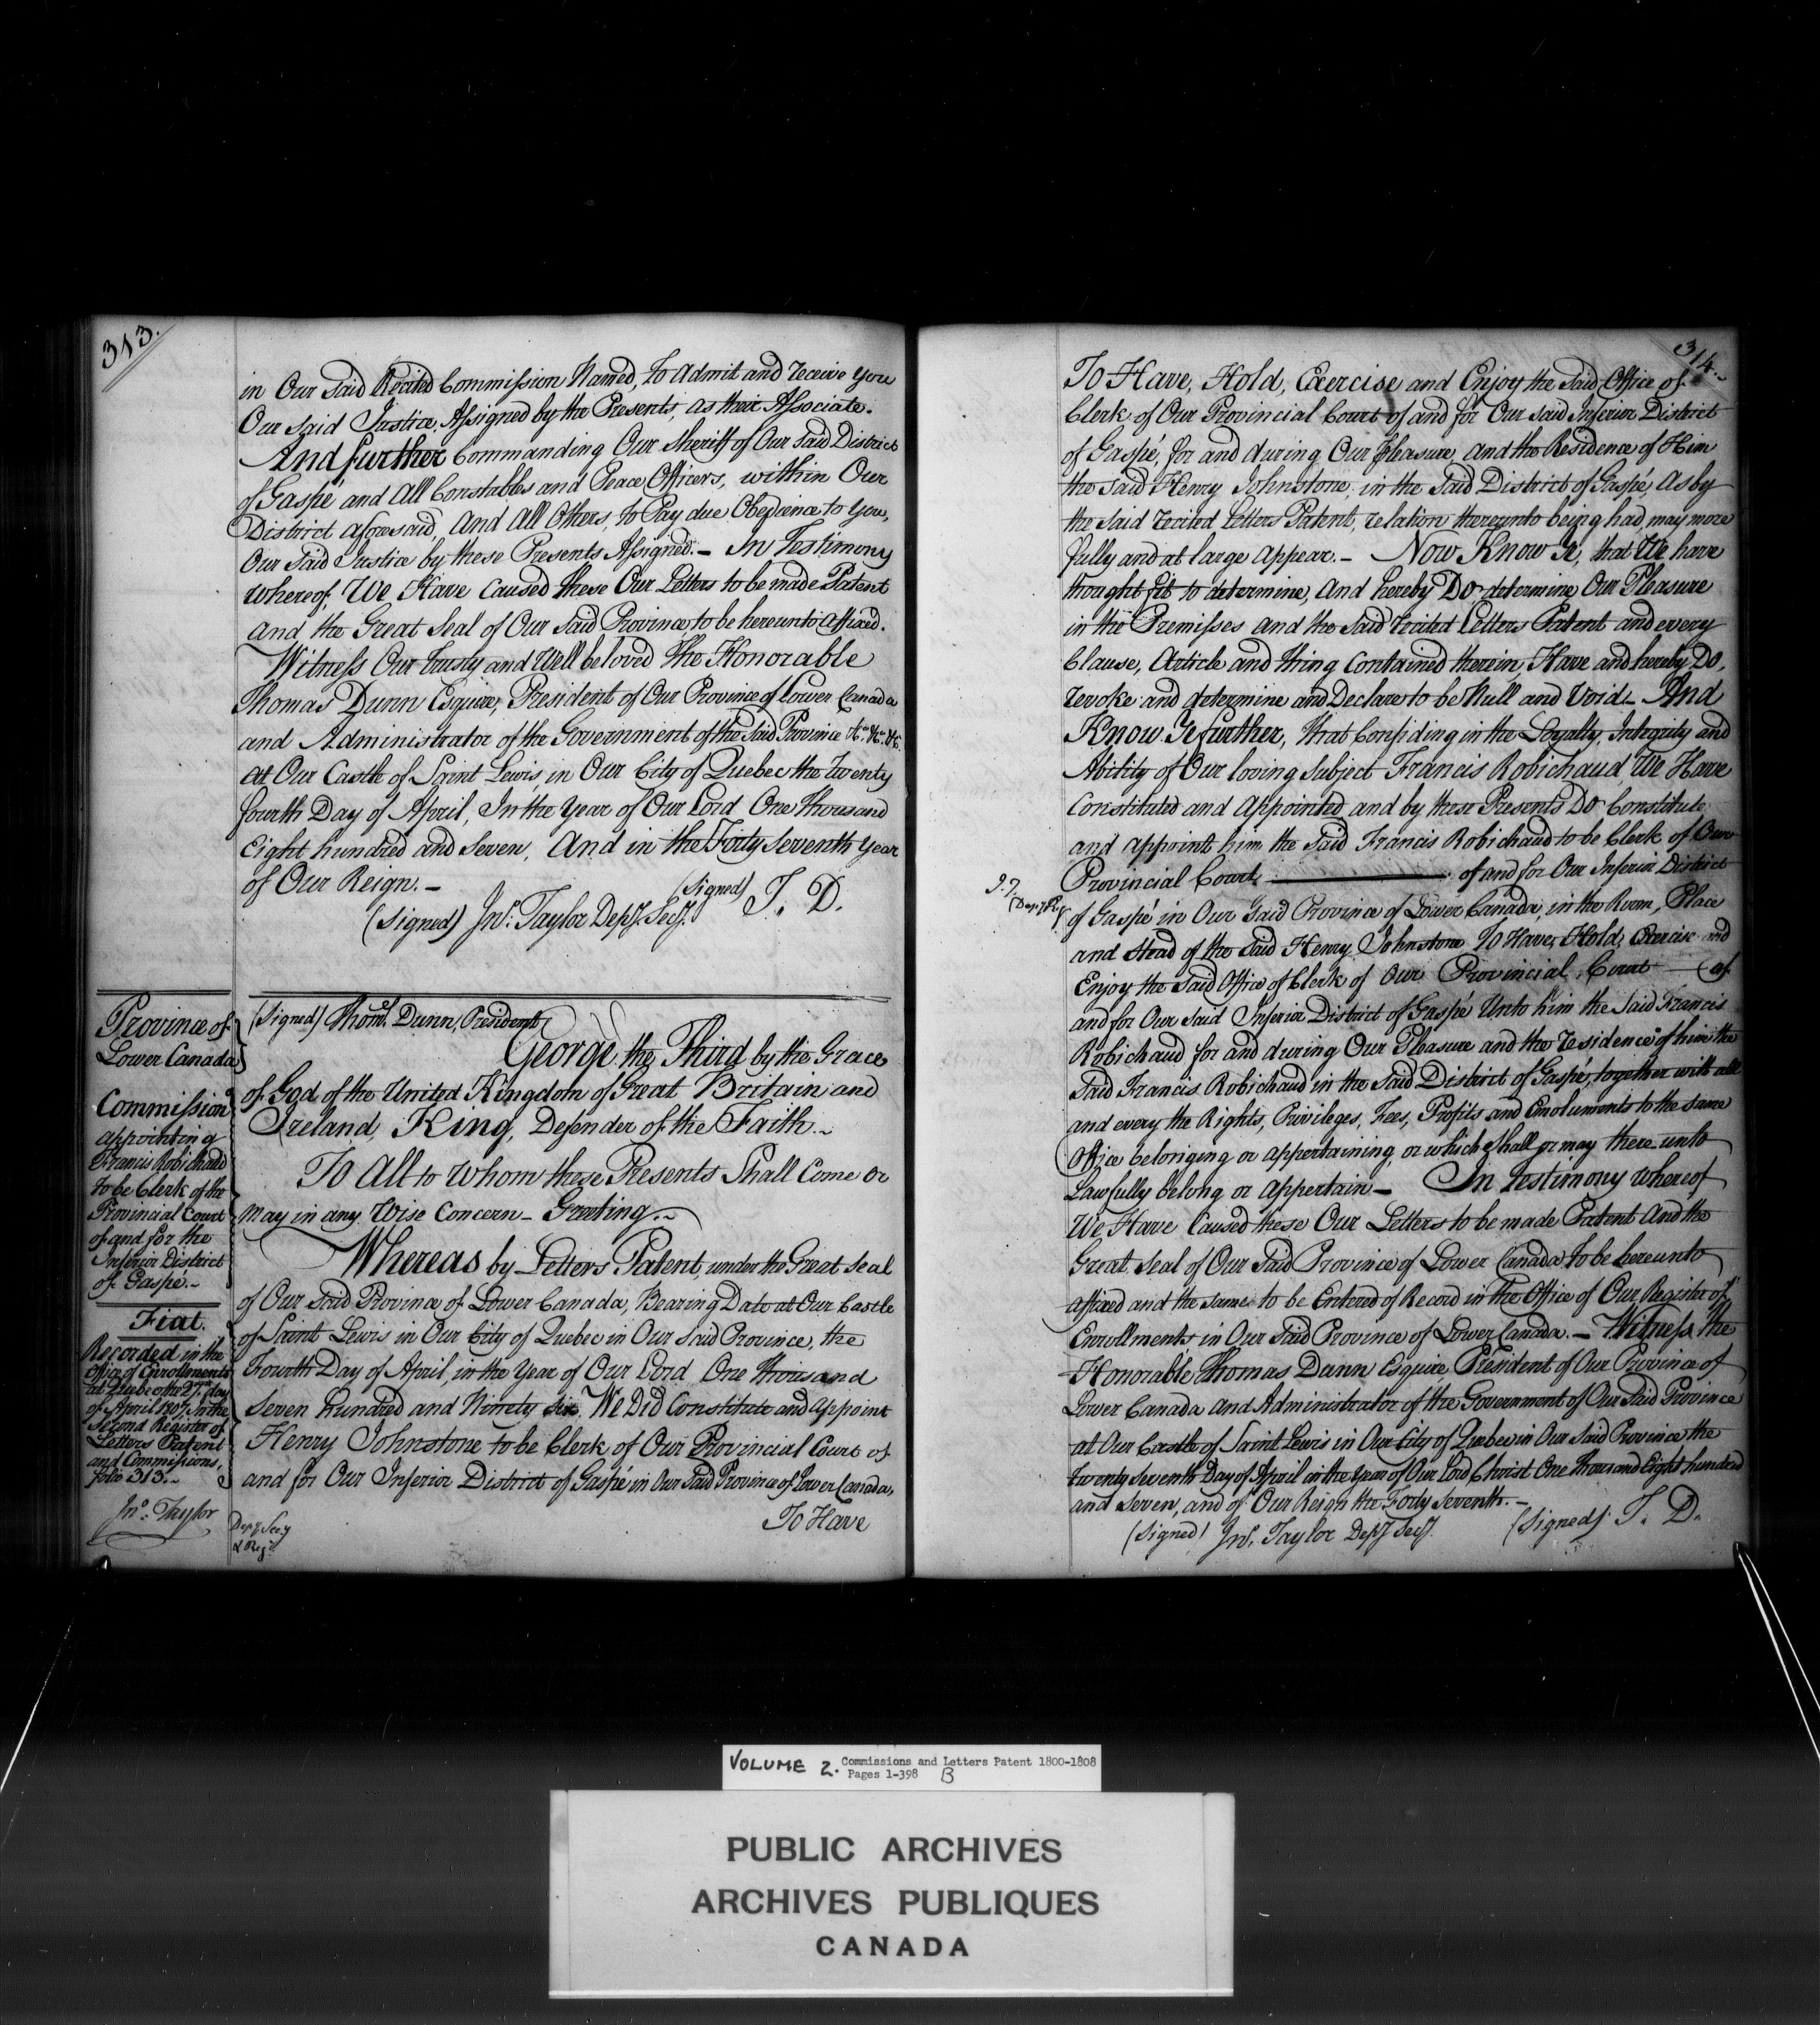 313.
in Our Said Recited Commission Named, To Admit and receive you
Our said Justice, Assigned by the Presents, as their Associate.
And further Commanding Our Sheriff of Our said District
of Gaspé and All Constables and Peace Officers, within Our
District aforesaid, And All Others, to Pay due Obedience to you,
Our Said Justice by these Presents Assigned. – In Testimony
whereof, We Have Caused these Our Letters to be made Patent
and the Great Seal of Our Said Province to be hereunto affixed.
Witness Our Trusty and Well beloved The Honorable
Thomas Dunn Esquire, President of Our Province of Lower Canada
and Administrator of the Government of the Said Province &c. &c. &c.
at Our Castle of Saint Lewis, in Our City of Quebec the Twenty
fourth Day of April, In the Year of Our Lord One Thousand
Eight hundred and Seven, And in the Forty Seventh Year
of Our Reign. –
(Signed) T. D.
(Signed) Jno. Taylor Depy. Secy.
Province of
Lower Canada
Commission
appointing
Francis Robichaud
to be Clerk of the
Provincial Court
of and for the
Inferior District
of Gaspé. –
Fiat.
Recorded in the
Office of Enrollments
at Quebec the 27th day
of April 1807 in the
Second Register of
Letters Patent
and Commissions,
folio 313. –
Jno. Taylor
Depy Secy
& Regr.
(Signed) Thoms. Dunn, President
George the Third by the Grace
of God of the United Kingdom of Great Britain and
Ireland, King, Defender of the Faith. –
To All to Whom these Presents Shall Come or
may in any Wise Concern – Greeting. –
Whereas by Letters Patent, under the Great Seal
of Our Said Province of Lower Canada, Bearing Date at Our Castle
of Saint Lewis in Our City of Quebec in Our Said Province, the
Fourth Day of April, in the Year of Our Lord One thousand
Seven hundred and Ninety six. We Did Constitute and Appoint
Henry Johnstone to be Clerk of Our Provincial Court of
and for Our Inferior District of Gaspé in Our Said Province of Lower Canada,
To Have
314.
To Have, Hold, Exercise, and Enjoy the Said Office of
Clerk of Our Provincial Court of and for Our said Inferior District
of Gaspé, for and during Our Pleasure, and the Residence of Him
the said Henry Johnstone, in the Said District of Gaspé, As by
the Said recited Letters Patent, relation thereunto being had, may more
fully and at large Appear. – Now Know Ye, that We have
thought fit to determine, And hereby Do determine Our Pleasure
in the Premisses and the Said recited Letters Patent and every
Clause, Article and thing Contained therein, Have and hereby Do,
revoke and determine and Declare to be Null and Void. – And
Know Ye further, that Confiding in the Loyalty, Integrity and
Ability of Our loving Subject Francis Robichaud, We Have
Constituted and Appointed and by these Presents Do Constitute
and appoint him the Said Francis Robichaud to be Clerk of Our
Provincial Court, of and for Our Inferior District
of Gaspé in Our Said Province of Lower Canada, in the Room, Place
and Stead of the Said Henry Johnstone To Have, Hold, Exercise and
Enjoy the Said Office of Clerk of Our Provincial Court of
and for Our Said Inferior District of Gaspé Unto him the Said Francis
Robichaud for and during Our Pleasure and the residence of him the
Said Francis Robichaud in the Said District of Gaspé, together with all
and every the Rights, Privileges, Fees, Profits and Emoluments to the Same
Office belonging or appertaining, or which Shall or may there unto
Lawfully belong or Appertain – In Testimony whereof
We Have Caused these Our Letters to be made Patent and the
Great Seal of Our Said Province of Lower Canada to be hereunto
affixed and the Same to be Entered of Record in the Office of Our Register of
Enrollments in Our Said Province of Lower Canada. – Witness The
Honorable Thomas Dunn Esquire, President of Our Province of
Lower Canada and Administrator of the Government of Our Said Province
at Our Castle of Saint Lewis in Our City of Quebec in Our Said Province the
Twenty Seventh Day of April in the Year of Our Lord Christ One Thousand Eight hundred
and Seven, and of Our Reign the Forty Seventh. –
(Signed) T. D.
(Signed) Jno. Taylor Depy Secy.
VOLUME 2. Commissions and Letters Patent 1800-1808
Pages 1-398 B
PUBLIC ARCHIVES
ARCHIVES PUBLIQUES
CANADA